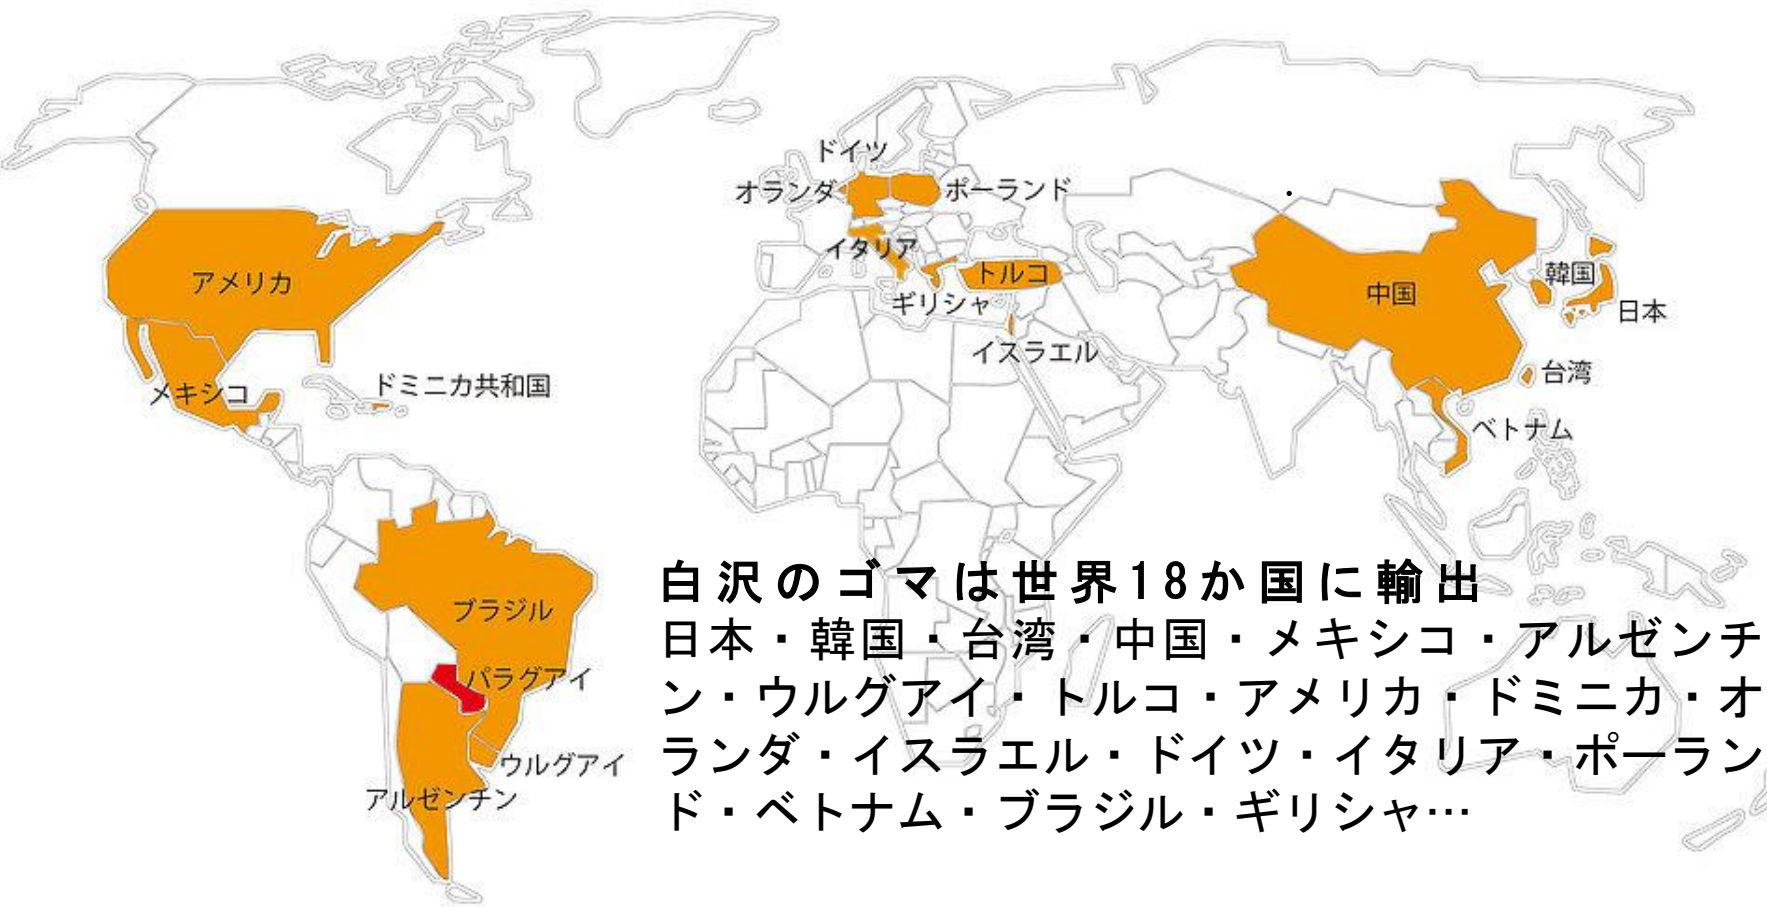 ドイツ
オランダ
ポーランド
イタリア
トルコ
ギリシャ
イスラエル
アメリカ
メキシコ
ドミニカ共和国
中国
韓国
日本
台湾
ベトナム
ブラジル
パラグアイ
ウルグアイ
アルゼンチン
白沢のゴマは世界18か国に輸出
日本・韓国・台湾・中国・メキシコ・アルゼンチ
ン・ウルグアイ・トルコ・アメリカ・ドミニカ・オ
ランダ・イスラエル・ドイツ・イタリア・ポーラン
ド・ベトナム・ブラジル・ギリシャ…